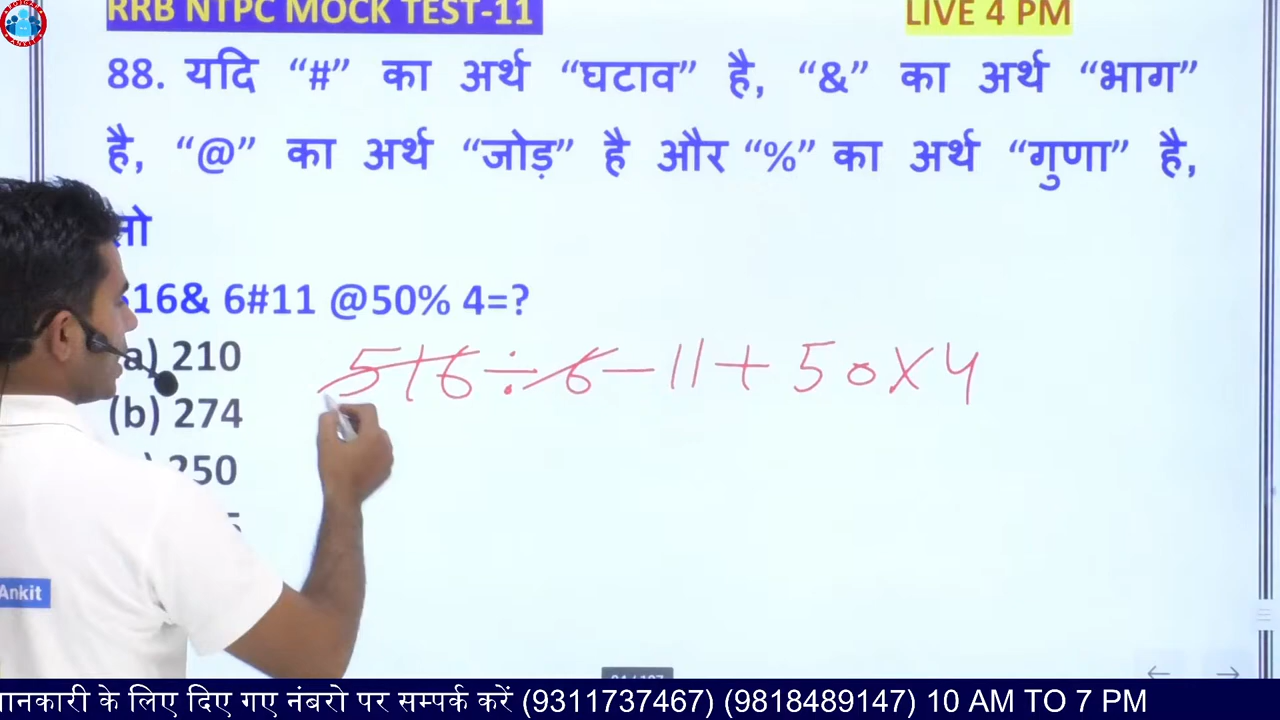 RRB NTPC MOCK TEST-11
LIVE 4 PM
88. यदि “#” का अर्थ “घटाव” है, “&” का अर्थ “भाग”
है, “@” का अर्थ “जोड़” है और “%” का अर्थ “गुणा” है,
तो
16& 6#11 @50% 4=?
a) 210
516÷6-11+50×4
(b) 274
250
Ankit
के लिए दिए गए नंबरो पर सम्पर्क करें (9311737467) (9818489147) 10 AM TO 7 PM